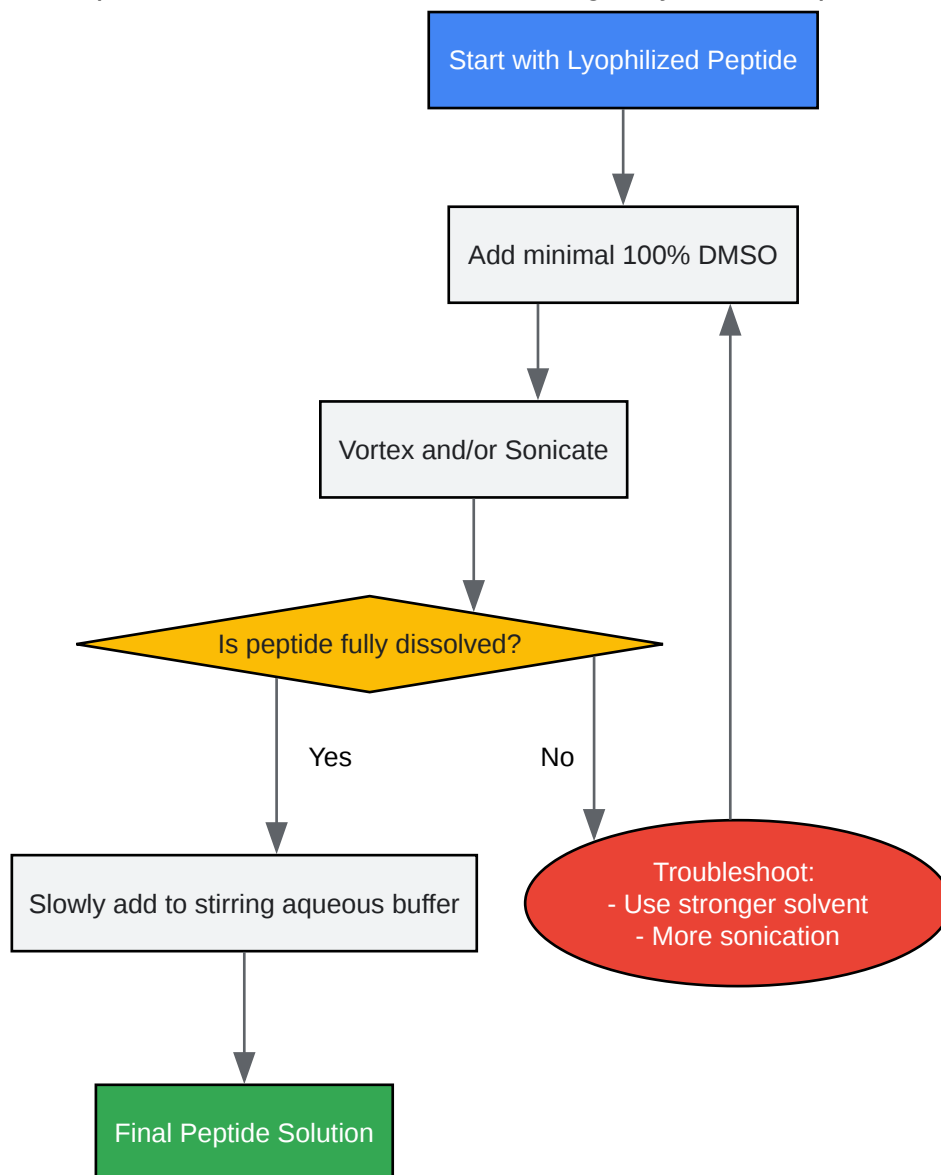 Start with Lyophilized Peptide
Add minimal 100% DMSO
Vortex and/or Sonicate
Is peptide fully dissolved?
Yes
No
Slowly add to stirring aqueous buffer
Troubleshoot:
- Use stronger solvent
- More sonication
Final Peptide Solution